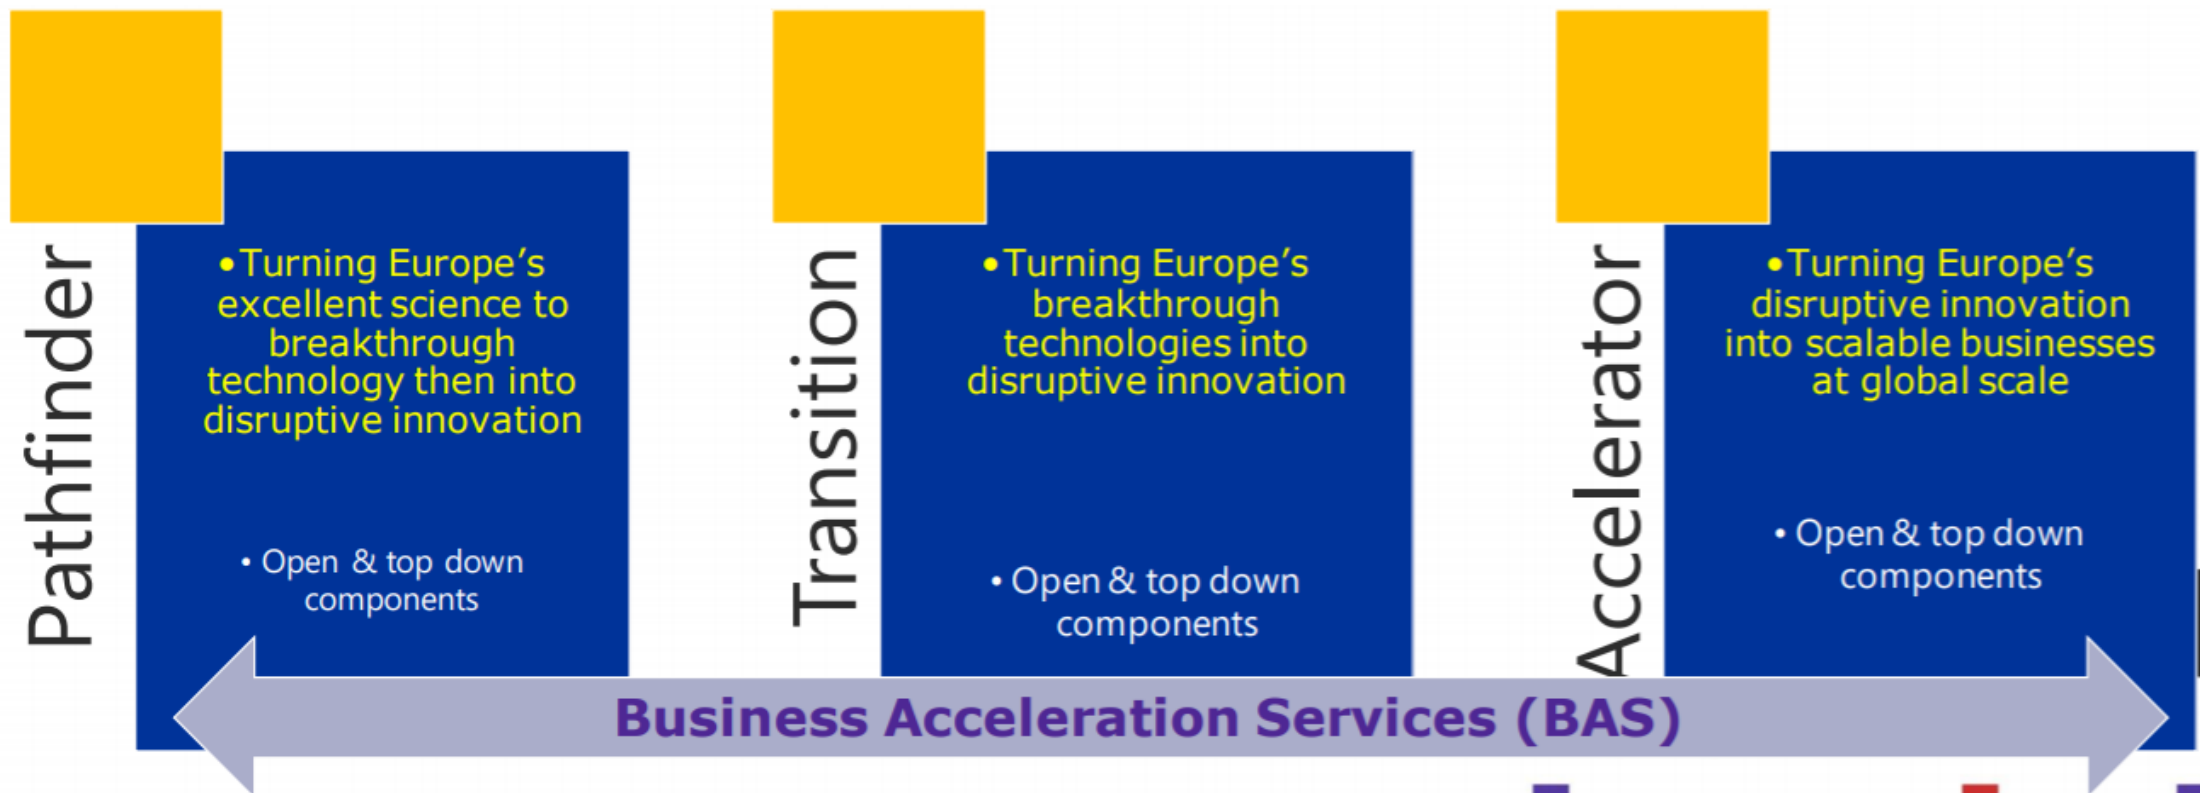 Pathfinder
•Turning Europe’s
excellent science to
breakthrough
technology then into
disruptive innovation
• Open & top down
components
Transition
•Turning Europe’s
breakthrough
technologies into
disruptive innovation
• Open & top down
components
Accelerator
•Turning Europe’s
disruptive innovation
into scalable businesses
at global scale
• Open & top down
components
Business Acceleration Services (BAS)